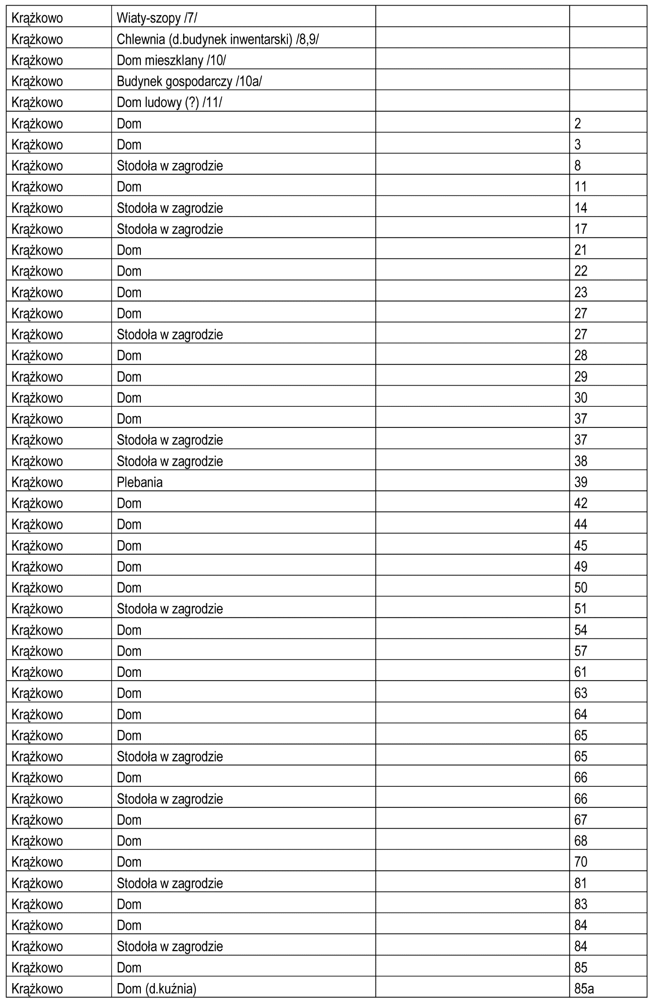 Krążkowo Wiaty-szopy /7/
Krążkowo Chlewnia (d.budynek inwentarski) /8,9/
Krążkowo Dom mieszklany /10/
Krążkowo Budynek gospodarczy /10a/
Krążkowo Dom ludowy (?) /11/
Krążkowo Dom 2
Krążkowo Dom 3
Krążkowo Stodoła w zagrodzie 8
Krążkowo Dom 11
Krążkowo Stodoła w zagrodzie 14
Krążkowo Stodoła w zagrodzie 17
Krążkowo Dom 21
Krążkowo Dom 22
Krążkowo Dom 23
Krążkowo Dom 27
Krążkowo Stodoła w zagrodzie 27
Krążkowo Dom 28
Krążkowo Dom 29
Krążkowo Dom 30
Krążkowo Dom 37
Krążkowo Stodoła w zagrodzie 37
Krążkowo Stodoła w zagrodzie 38
Krążkowo Plebania 39
Krążkowo Dom 42
Krążkowo Dom 44
Krążkowo Dom 45
Krążkowo Dom 49
Krążkowo Dom 50
Krążkowo Stodoła w zagrodzie 51
Krążkowo Dom 54
Krążkowo Dom 57
Krążkowo Dom 61
Krążkowo Dom 63
Krążkowo Dom 64
Krążkowo Dom 65
Krążkowo Stodoła w zagrodzie 65
Krążkowo Dom 66
Krążkowo Stodoła w zagrodzie 66
Krążkowo Dom 67
Krążkowo Dom 68
Krążkowo Dom 70
Krążkowo Stodoła w zagrodzie 81
Krążkowo Dom 83
Krążkowo Dom 84
Krążkowo Stodoła w zagrodzie 84
Krążkowo Dom 85
Krążkowo Dom (d.kuźnia) 85a